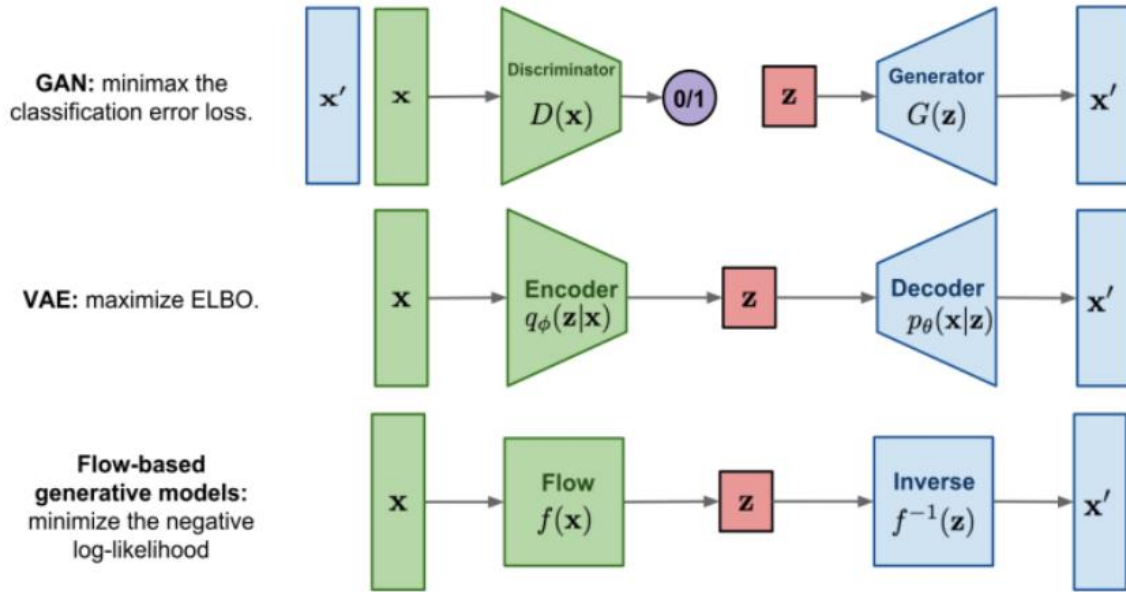 GAN: minimax the
classification error loss.
x′
x
Discriminator
D(x)
0/1
z
Generator
G(z)
x′
VAE: maximize ELBO.
x
Encoder
qϕ(z|x)
z
Decoder
pθ(x|z)
x′
Flow-based
generative models:
minimize the negative
log-likelihood
x
Flow
f(x)
z
Inverse
f⁻¹(z)
x′